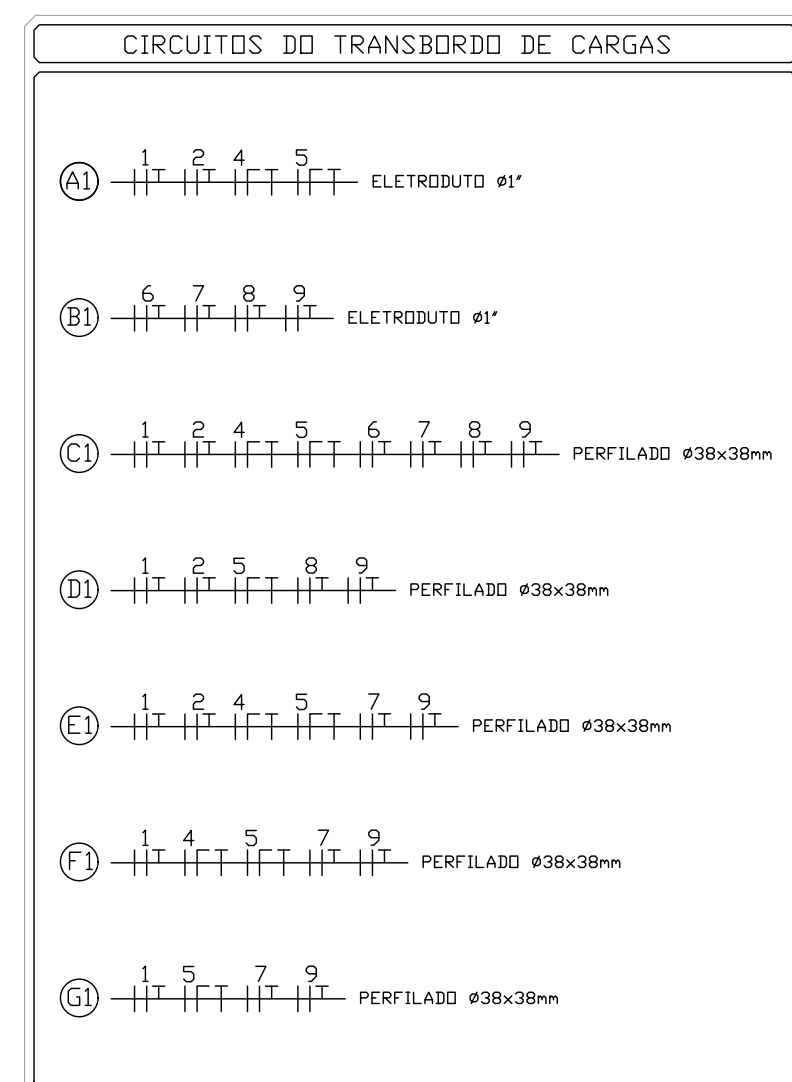 CIRCUITOS DO TRANSBORDO DE CARGAS
A1 1 2 4 5 ELETRODUTO Ø1"
B1 6 7 8 9 ELETRODUTO Ø1"
C1 1 2 4 5 6 7 8 9 PERFILADO Ø38x38mm
D1 1 2 5 8 9 PERFILADO Ø38x38mm
E1 1 2 4 5 7 9 PERFILADO Ø38x38mm
F1 1 4 5 7 9 PERFILADO Ø38x38mm
G1 1 5 7 9 PERFILADO Ø38x38mm